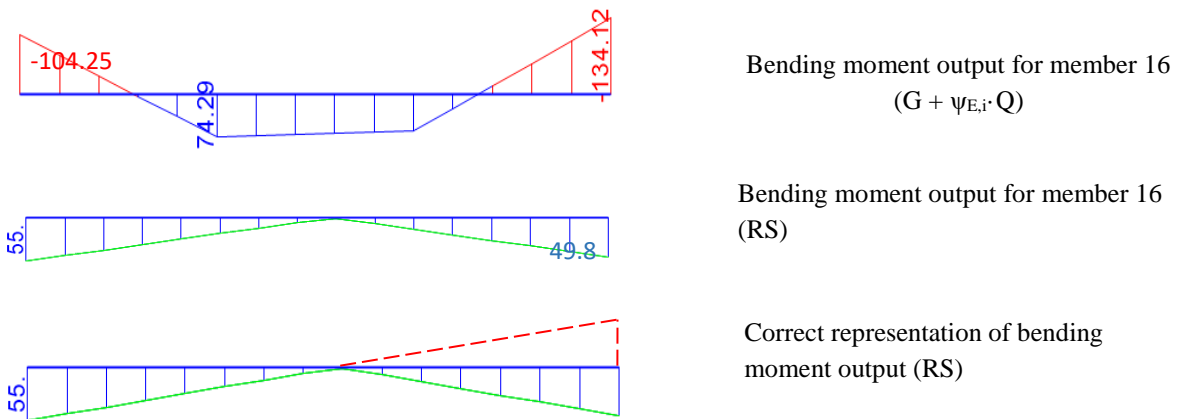 -104.25
74.29
-134.12
Bending moment output for member 16
(G + ψE,i·Q)
55.
49.8
Bending moment output for member 16
(RS)
55.
Correct representation of bending
moment output (RS)